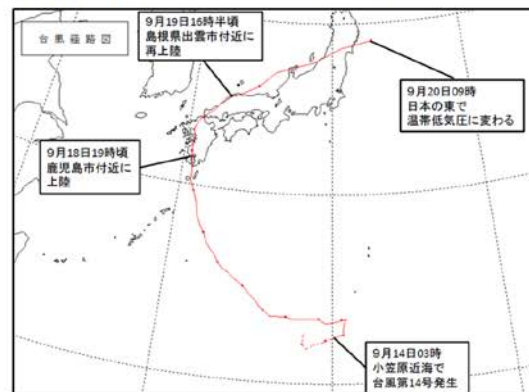 台風経路図
9月19日16時半頃
島根県出雲市付近に
再上陸
9月20日09時
日本の東で
温帯低気圧に変わる
9月18日19時頃
鹿児島市付近に
上陸
9月14日03時
小笠原近海で
台風第14号発生